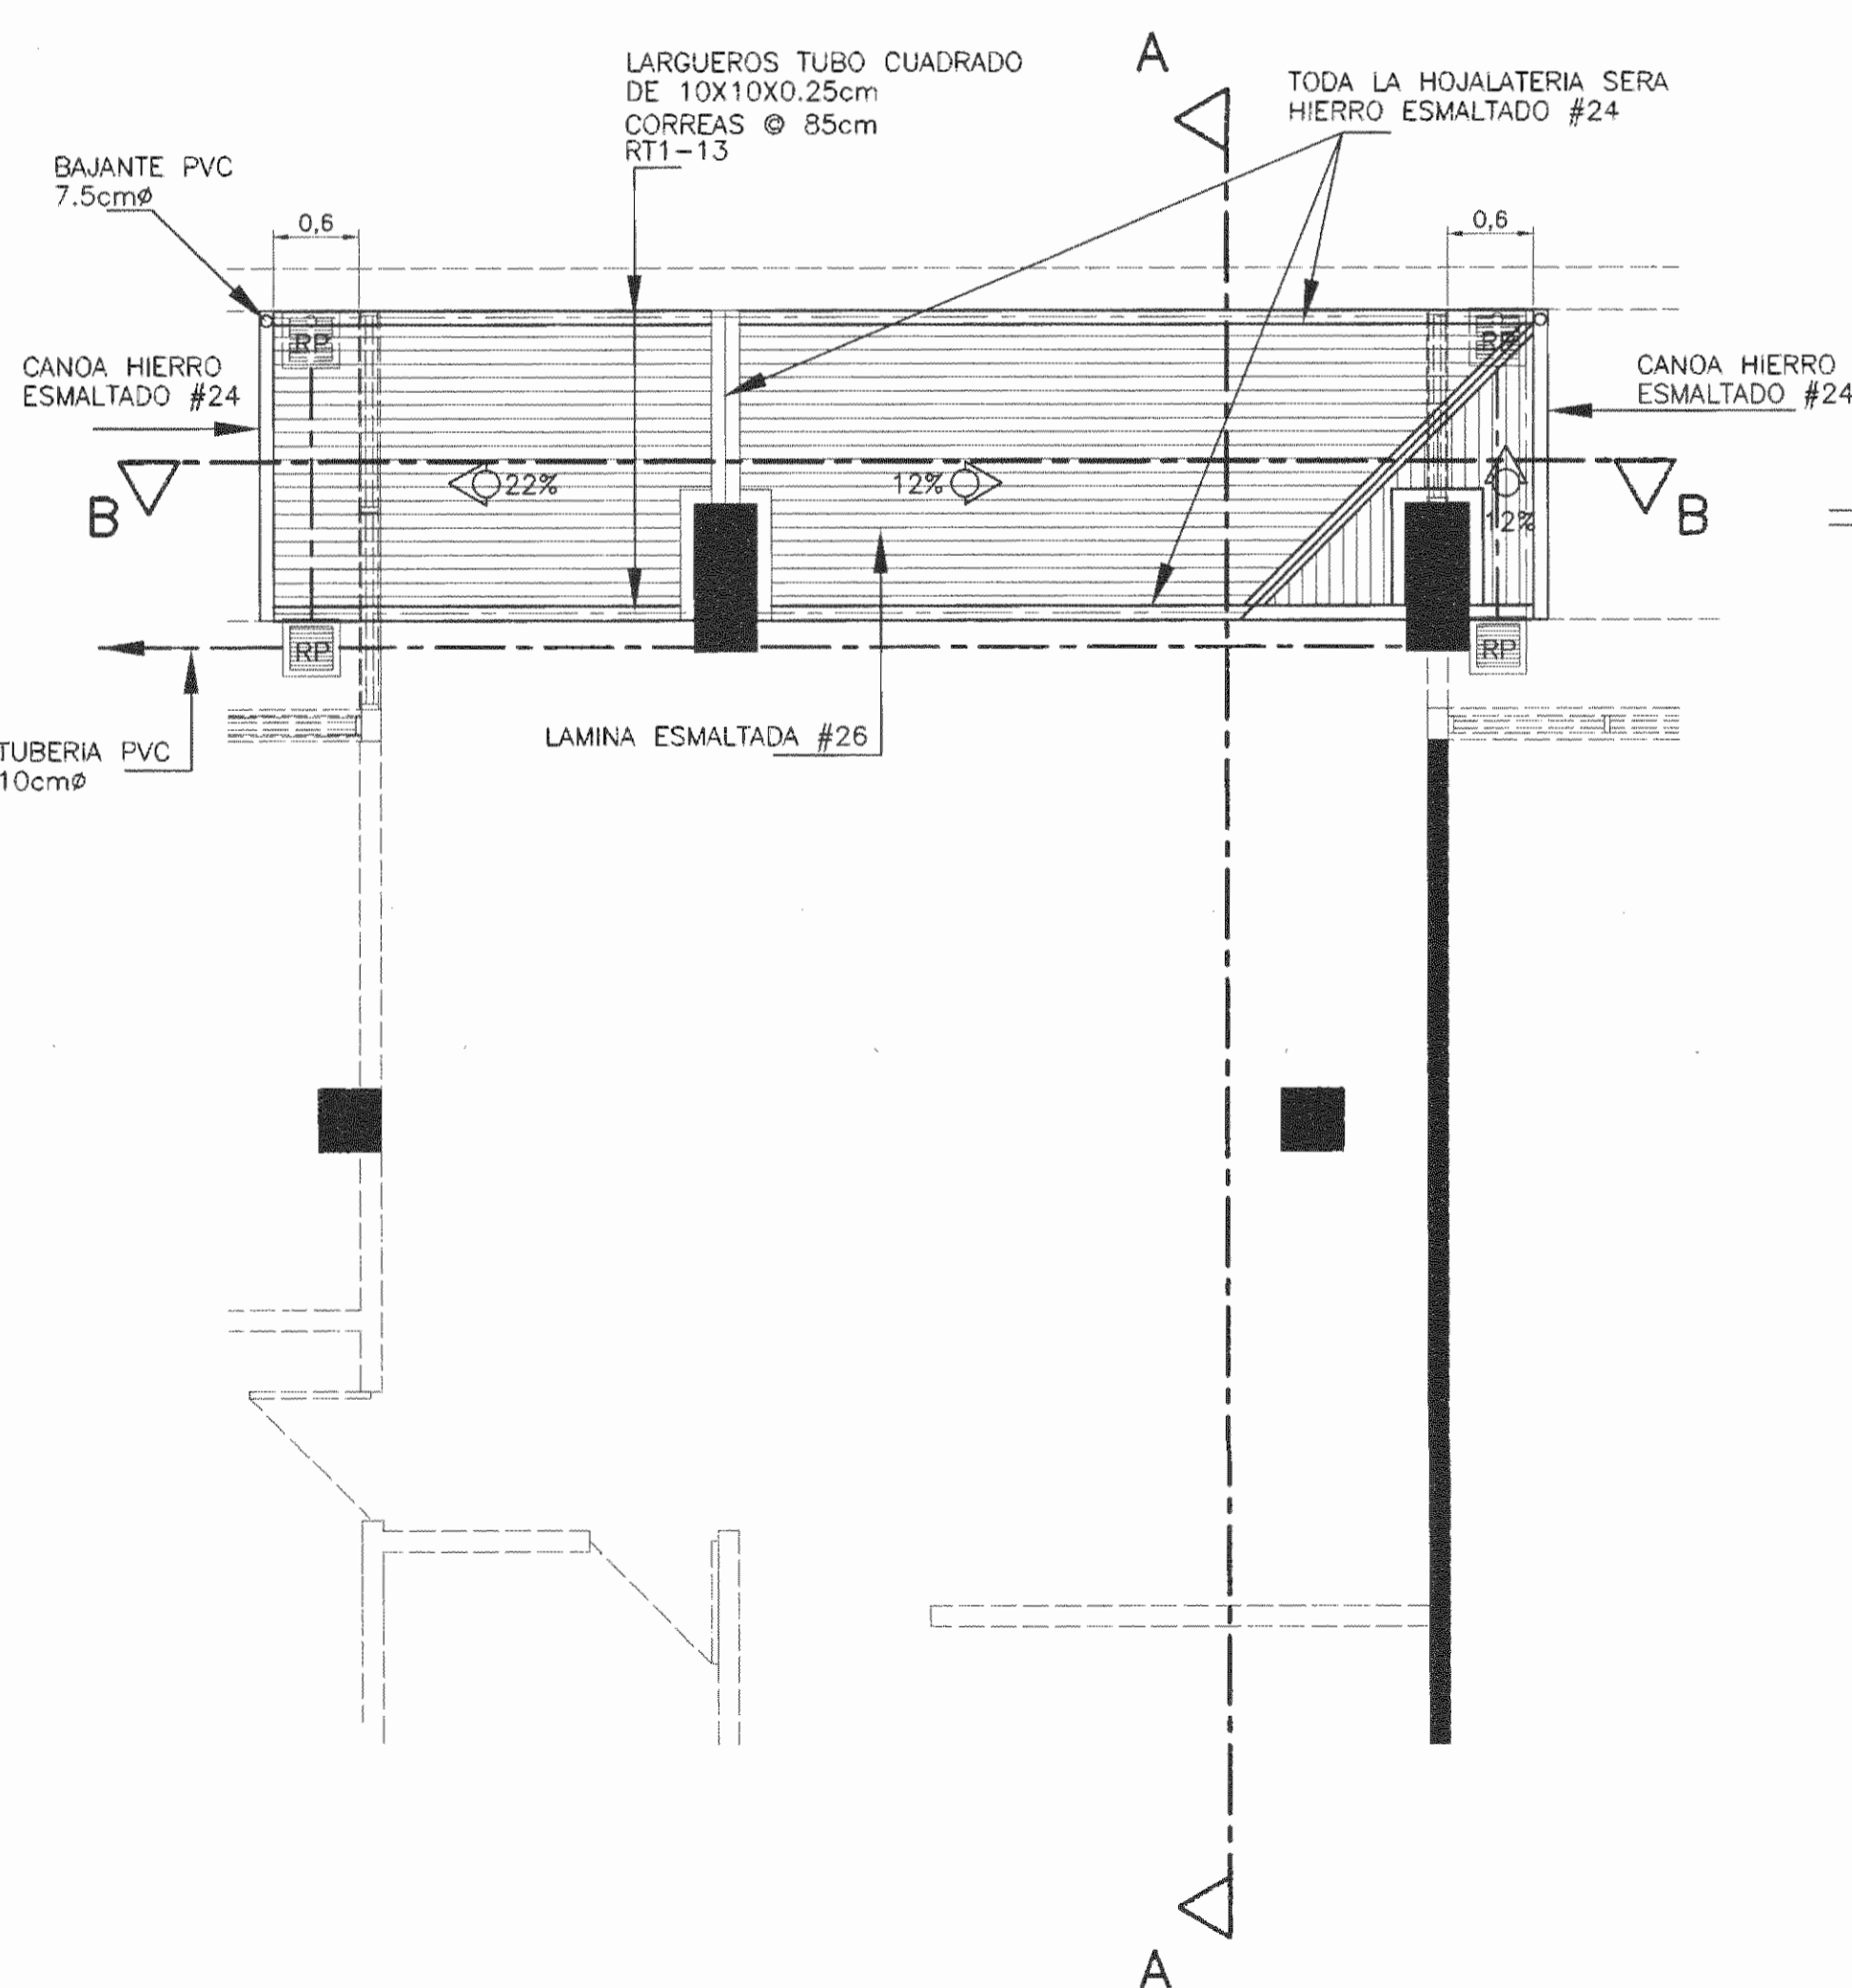 A
LARGUEROS TUBO CUADRADO
DE 10X10X0.25cm
CORREAS @ 85cm
RT1-13
TODA LA HOJALATERIA SERA
HIERRO ESMALTADO #24
BAJANTE PVC
7.5cmø
0,6
0,6
RP
RP
CANOA HIERRO
ESMALTADO #24
CANOA HIERRO
ESMALTADO #24
22%
12%
12%
B
B
RP
RP
LAMINA ESMALTADA #26
TUBERIA PVC
10cmø
A